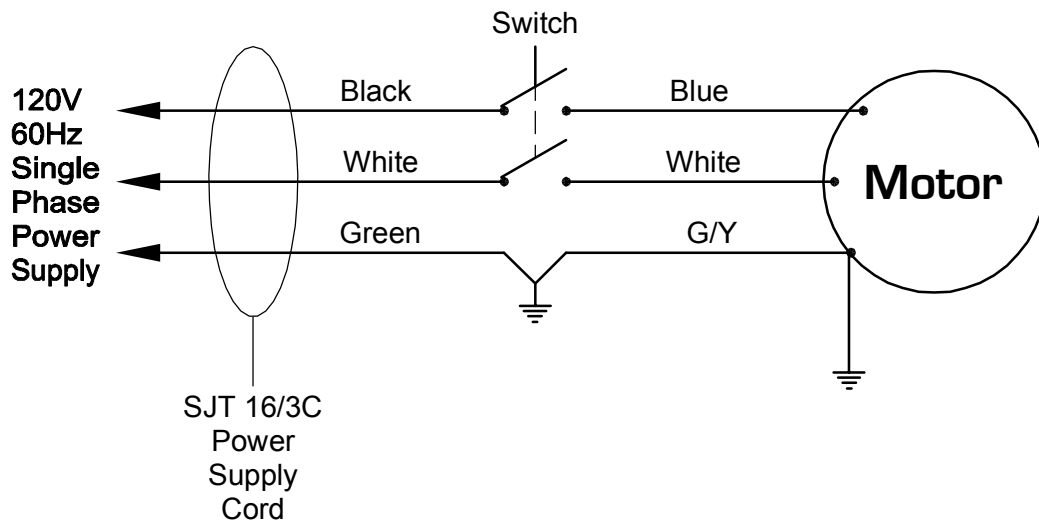 Switch
120V
60Hz
Single
Phase
Power
Supply
Black
Blue
White
White
Green
G/Y
Motor
SJT 16/3C
Power
Supply
Cord